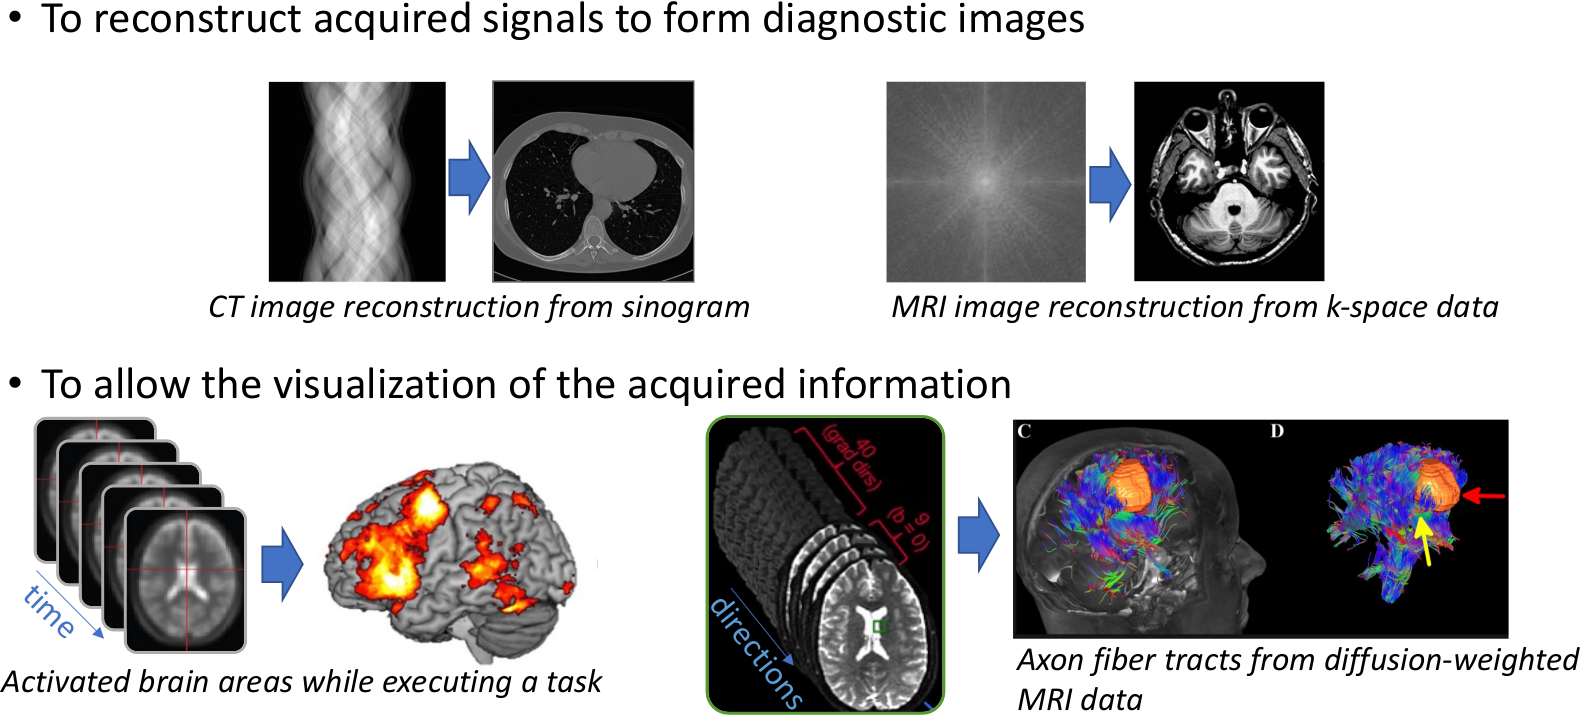 • To reconstruct acquired signals to form diagnostic images
CT image reconstruction from sinogram
MRI image reconstruction from k-space data
• To allow the visualization of the acquired information
time
Activated brain areas while executing a task
40
(grad dirs)
9
(b = 0)
directions
C
D
Axon fiber tracts from diffusion-weighted
MRI data